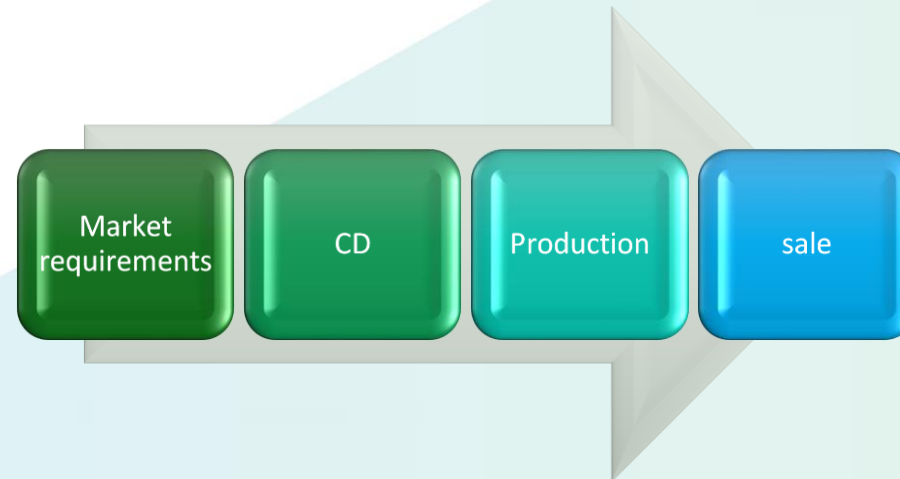 Market
requirements
CD
Production
sale